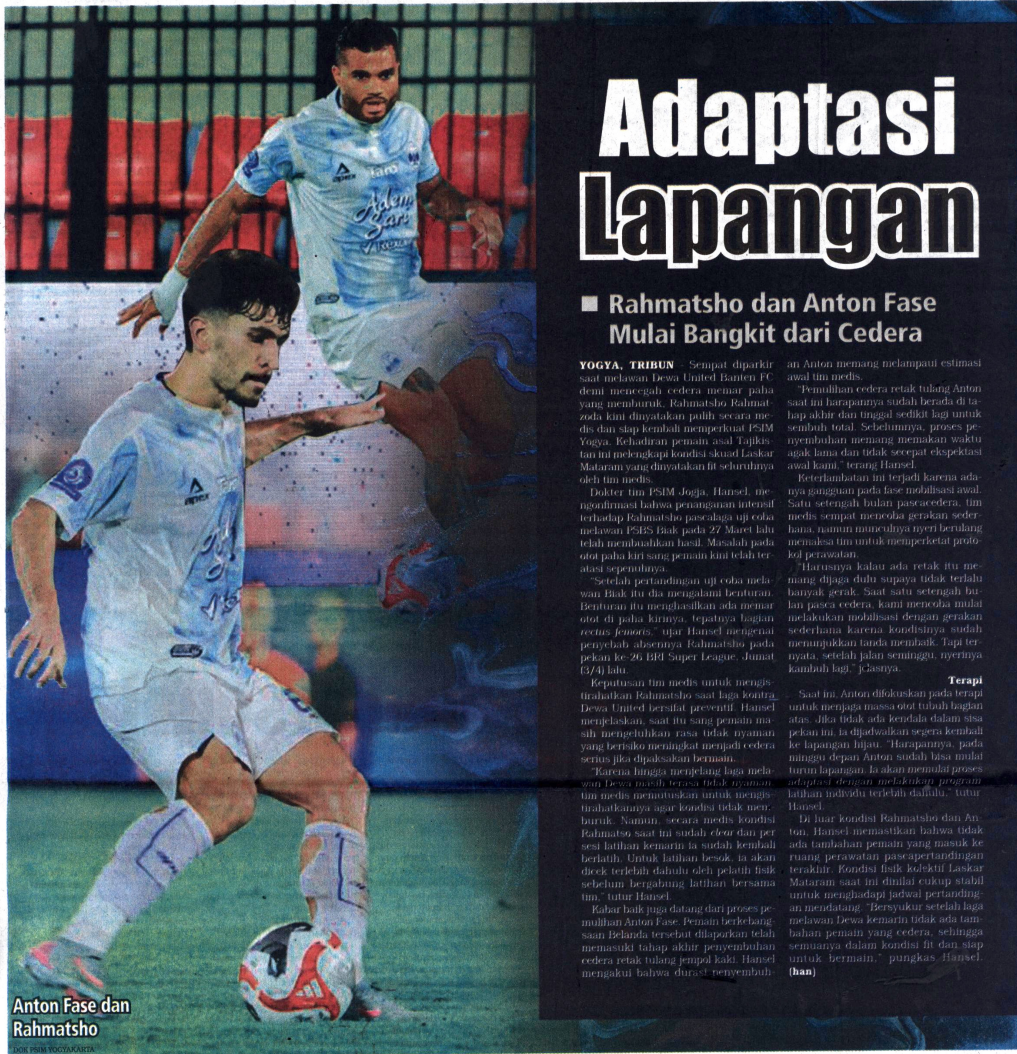 Adaptasi
Lapangan
■ Rahmatsho dan Anton Fase
Mulai Bangkit dari Cedera
YOGYA, TRIBUN - Sempat diparkir
saat melawan Dewa United Banten FC
demi mencegah cedera memar paha
yang memburuk, Rahmatsho Rahmat-
zoda kini dinyatakan pulih secara me-
dis dan siap kembali memperkuat PSIM
Yogya. Kehadiran pemain asal Tajikis-
tan ini melengkapi kondisi skuad Laskar
Mataram yang dinyatakan fit seluruhnya
oleh tim medis.
Dokter tim PSIM Jogja, Hansel, me-
ngonfirmasi bahwa penanganan intensif
terhadap Rahmatsho pascalaga uji coba
melawan PSBS Biak pada 27 Maret lalu
telah membuahkan hasil. Masalah pada
otot paha kiri sang pemain kini telah ter-
atasi sepenuhnya.
"Setelah pertandingan uji coba mela-
wan Biak itu dia mengalami benturan.
Benturan itu menghasilkan ada memar
otot di paha kirinya, tepatnya bagian
rectus femoris," ujar Hansel mengenai
penyebab absennya Rahmatsho pada
pekan ke-26 BRI Super League, Jumat
(3/4) lalu.
Keputusan tim medis untuk mengis-
tirahatkan Rahmatsho saat laga kontra
Dewa United bersifat preventif. Hansel
menjelaskan, saat itu sang pemain ma-
sih mengeluhkan rasa tidak nyaman
yang berisiko meningkat menjadi cedera
serius jika dipaksakan bermain.
"Karena hingga menjelang laga mela-
wan Dewa masih terasa tidak nyaman,
tim medis memutuskan untuk mengis-
tirahatkannya agar kondisi tidak mem-
buruk. Namun, secara medis kondisi
Rahmatso saat ini sudah clear dan per
sesi latihan kemarin ia sudah kembali
berlatih. Untuk latihan besok, ia akan
dicek terlebih dahulu oleh pelatih fisik
sebelum bergabung latihan bersama
tim," tutur Hansel.
Kabar baik juga datang dari proses pe-
mulihan Anton Fase. Pemain berkebang-
saan Belanda tersebut dilaporkan telah
memasuki tahap akhir penyembuhan
cedera retak tulang jempol kaki. Hansel
mengakui bahwa durasi penyembuh-
an Anton memang melampaui estimasi
awal tim medis.
"Pemulihan cedera retak tulang Anton
saat ini harapannya sudah berada di ta-
hap akhir dan tinggal sedikit lagi untuk
sembuh total. Sebelumnya, proses pe-
nyembuhan memang memakan waktu
agak lama dan tidak secepat ekspektasi
awal kami," terang Hansel.
Keterlambatan ini terjadi karena ada-
nya gangguan pada fase mobilisasi awal.
Satu setengah bulan pascacedera, tim
medis sempat mencoba gerakan seder-
hana, namun munculnya nyeri berulang
memaksa tim untuk memperketat proto-
kol perawatan.
"Harusnya kalau ada retak itu me-
mang dijaga dulu supaya tidak terlalu
banyak gerak. Saat satu setengah bu-
lan pasca cedera, kami mencoba mulai
melakukan mobilisasi dengan gerakan
sederhana karena kondisinya sudah
menunjukkan tanda membaik. Tapi ter-
nyata, setelah jalan seminggu, nyerinya
kambuh lagi," jelasnya.
Terapi
Saat ini, Anton difokuskan pada terapi
untuk menjaga massa otot tubuh bagian
atas. Jika tidak ada kendala dalam sisa
pekan ini, ia dijadwalkan segera kembali
ke lapangan hijau. "Harapannya, pada
minggu depan Anton sudah bisa mulai
turun lapangan. Ia akan memulai proses
adaptasi dengan melakukan program
latihan individu terlebih dahulu," tutur
Hansel.
Di luar kondisi Rahmatsho dan An-
ton, Hansel memastikan bahwa tidak
ada tambahan pemain yang masuk ke
ruang perawatan pascapertandingan
terakhir. Kondisi fisik kolektif Laskar
Mataram saat ini dinilai cukup stabil
untuk menghadapi jadwal pertanding-
an mendatang. "Bersyukur setelah laga
melawan Dewa kemarin tidak ada tam-
bahan pemain yang cedera, sehingga
semuanya dalam kondisi fit dan siap
untuk bermain," pungkas Hansel.
(han)
Anton Fase dan
Rahmatsho
DOK PSIM YOGYAKARTA
apex
faro
Adem
Sari
apex